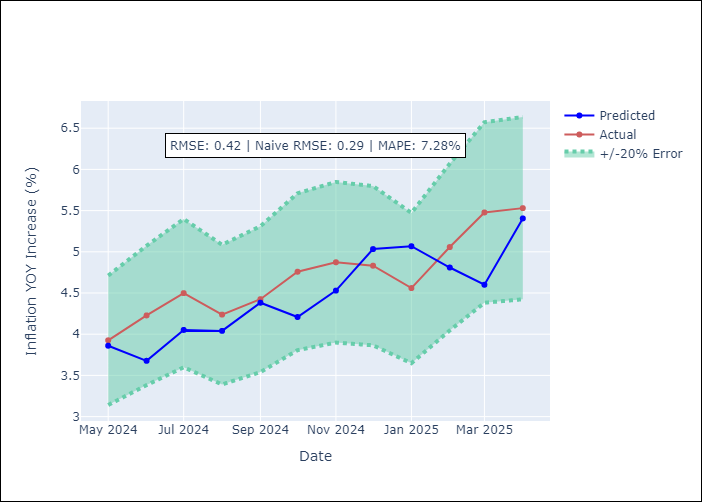 Predicted
Actual
+/-20% Error
RMSE: 0.42 | Naive RMSE: 0.29 | MAPE: 7.28%
6.5
6
5.5
5
4.5
4
3.5
3
Inflation YOY Increase (%)
May 2024
Jul 2024
Sep 2024
Nov 2024
Jan 2025
Mar 2025
Date